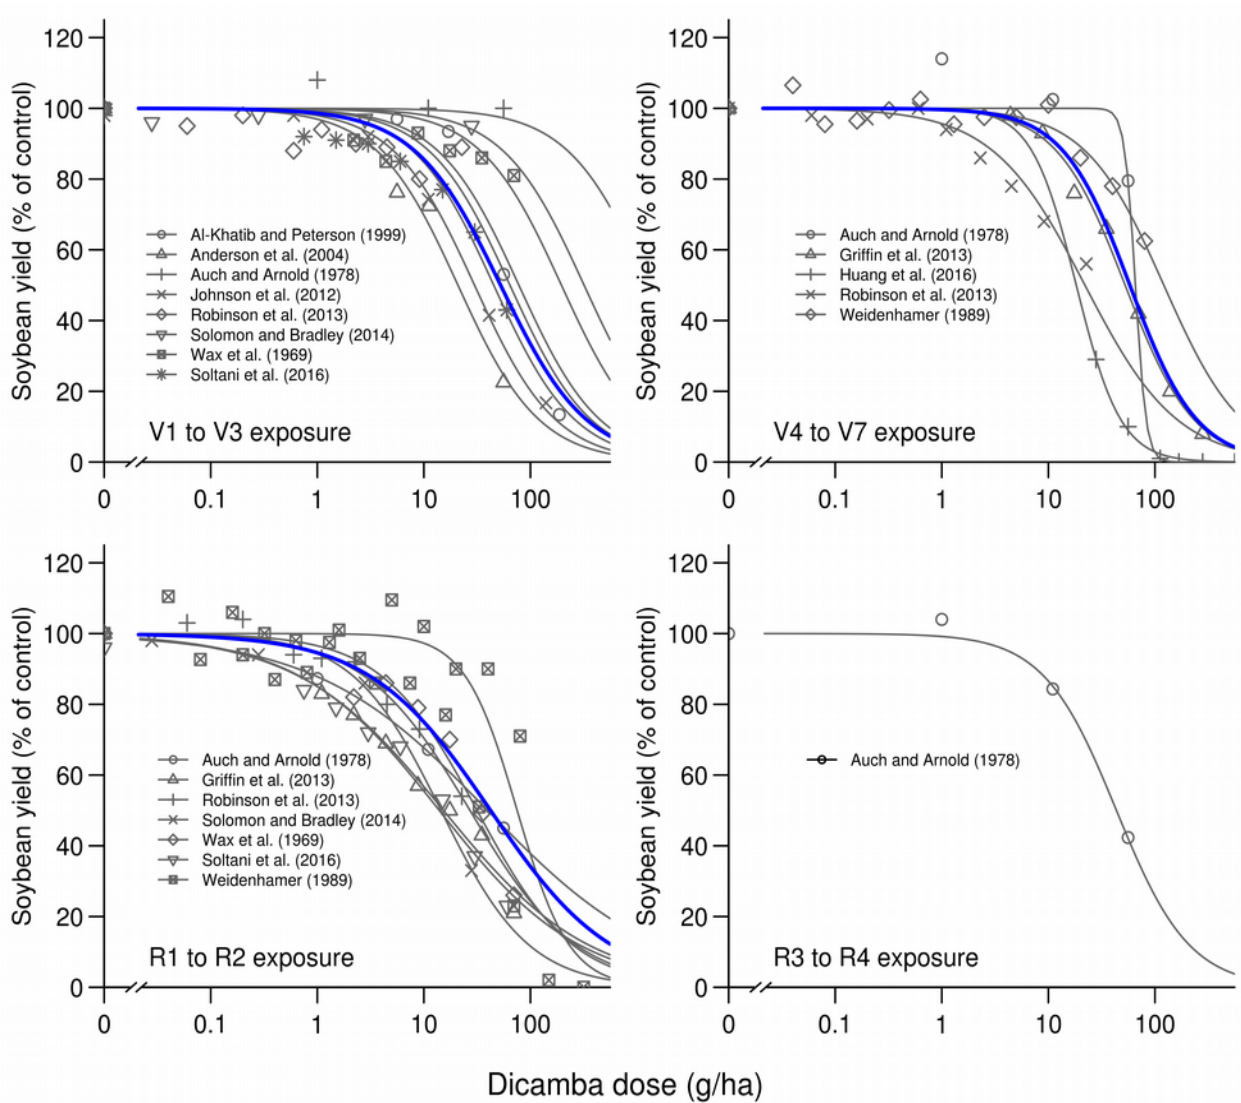 120
100
80
60
40
20
0
Soybean yield (% of control)
Al-Khatib and Peterson (1999)
Anderson et al. (2004)
Auch and Arnold (1978)
Johnson et al. (2012)
Robinson et al. (2013)
Solomon and Bradley (2014)
Wax et al. (1969)
Soltani et al. (2016)
V1 to V3 exposure
0 0.1 1 10 100
120
100
80
60
40
20
0
Soybean yield (% of control)
Auch and Arnold (1978)
Griffin et al. (2013)
Huang et al. (2016)
Robinson et al. (2013)
Weidenhamer (1989)
V4 to V7 exposure
0 0.1 1 10 100
120
100
80
60
40
20
0
Soybean yield (% of control)
Auch and Arnold (1978)
Griffin et al. (2013)
Robinson et al. (2013)
Solomon and Bradley (2014)
Wax et al. (1969)
Soltani et al. (2016)
Weidenhamer (1989)
R1 to R2 exposure
0 0.1 1 10 100
120
100
80
60
40
20
0
Soybean yield (% of control)
Auch and Arnold (1978)
R3 to R4 exposure
0 0.1 1 10 100
Dicamba dose (g/ha)